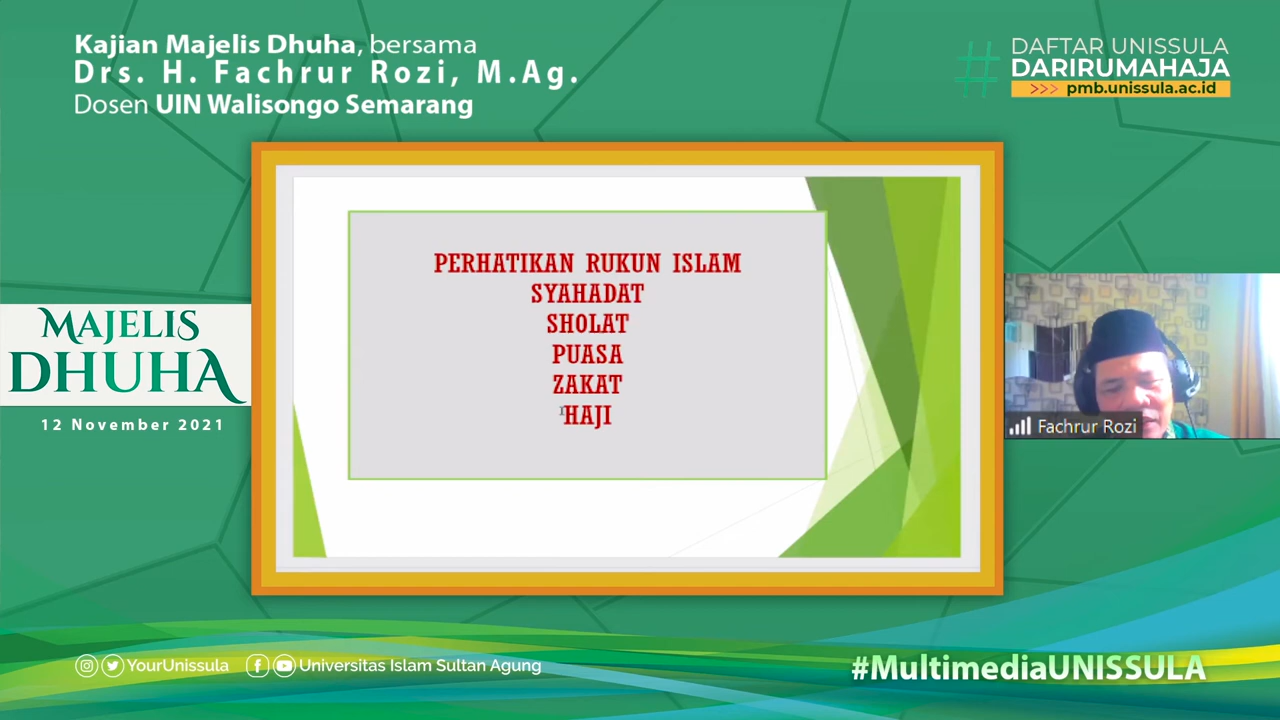 Kajian Majelis Dhuha, bersama
Drs. H. Fachrur Rozi, M.Ag.
Dosen UIN Walisongo Semarang
# DAFTAR UNISSULA
DARIRUMAHAJA
>>> pmb.unissula.ac.id
PERHATIKAN RUKUN ISLAM
SYAHADAT
SHOLAT
PUASA
ZAKAT
HAJI
MAJELIS
DHUHA
12 November 2021
Fachrur Rozi
YourUnissula
Universitas Islam Sultan Agung
#MultimediaUNISSULA